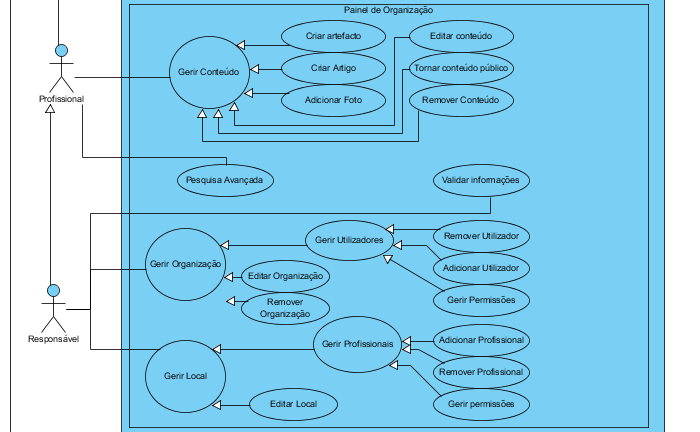 Painel de Organização
Criar artefacto
Editar conteúdo
Gerir Conteúdo
Criar Artigo
Tornar conteúdo público
Profissional
Adicionar Foto
Remover Conteúdo
Pesquisa Avançada
Validar informações
Gerir Utilizadores
Remover Utilizador
Gerir Organização
Adicionar Utilizador
Editar Organização
Gerir Permissões
Remover
Organização
Responsável
Gerir Profissionais
Adicionar Profissional
Gerir Local
Remover Profissional
Editar Local
Gerir permissões